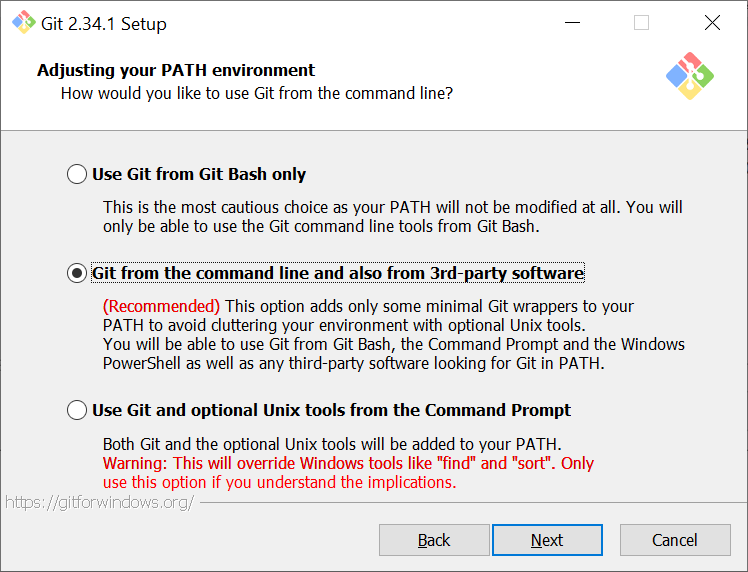 Git 2.34.1 Setup
Adjusting your PATH environment
How would you like to use Git from the command line?
Use Git from Git Bash only
This is the most cautious choice as your PATH will not be modified at all. You will
only be able to use the Git command line tools from Git Bash.
Git from the command line and also from 3rd-party software
(Recommended) This option adds only some minimal Git wrappers to your
PATH to avoid cluttering your environment with optional Unix tools.
You will be able to use Git from Git Bash, the Command Prompt and the Windows
PowerShell as well as any third-party software looking for Git in PATH.
Use Git and optional Unix tools from the Command Prompt
Both Git and the optional Unix tools will be added to your PATH.
Warning: This will override Windows tools like "find" and "sort". Only
use this option if you understand the implications.
https://gitforwindows.org/
Back Next Cancel